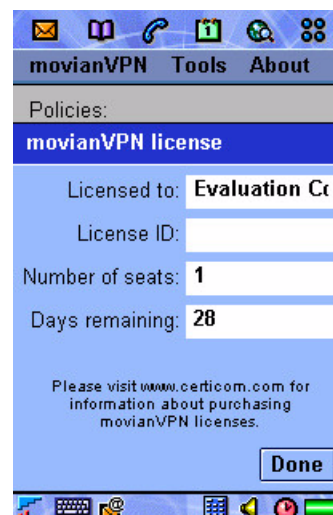 movianVPN Tools About
Policies:
movianVPN license
Licensed to: Evaluation Co
License ID:
Number of seats: 1
Days remaining: 28
Please visit www.certicom.com for
information about purchasing
movianVPN licenses.
Done